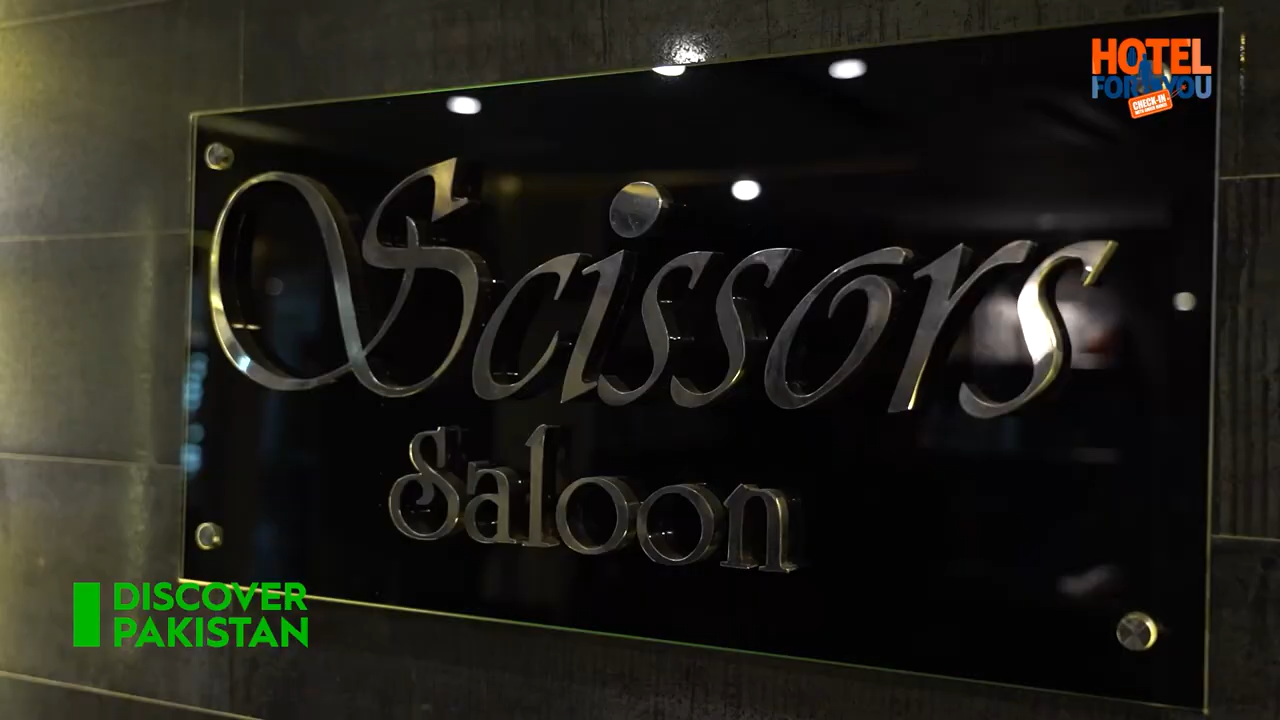 HOTEL
FOR YOU
CHECK-IN
Scissors
Saloon
DISCOVER
PAKISTAN